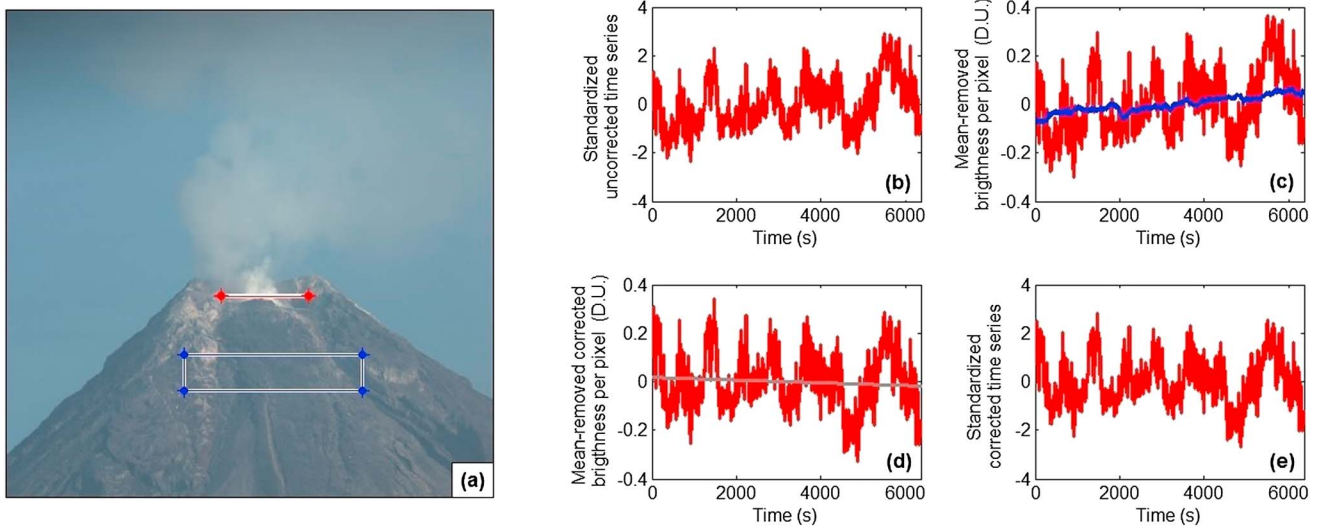 (a)
Standardized
uncorrected time series
4
2
0
-2
-4
0
2000
4000
6000
Time (s)
(b)
Mean-removed
brigthness per pixel (D.U.)
0.4
0.2
0
-0.2
-0.4
0
2000
4000
6000
Time (s)
(c)
Mean-removed corrected
brigthness per pixel (D.U.)
0.4
0.2
0
-0.2
-0.4
0
2000
4000
6000
Time (s)
(d)
Standardized
corrected time series
4
2
0
-2
-4
0
2000
4000
6000
Time (s)
(e)